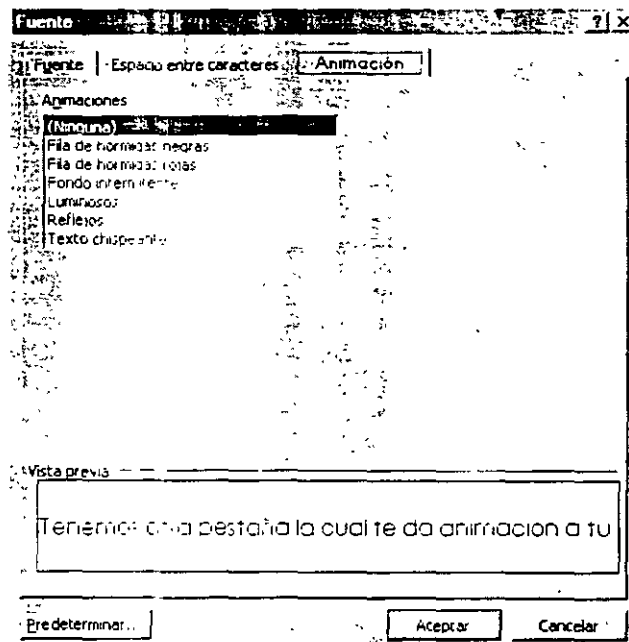 Fuente ? ×
Fuente Espacio entre caracteres Animación
Animaciones
(Ninguna)
Fila de hormigas negras
Fila de hormigas rojas
Fondo intermitente
Luminosos
Reflejos
Texto chispeante
Vista previa
Tenemos otra pestaña la cual te da animacion a tu
Predeterminar...
Aceptar Cancelar